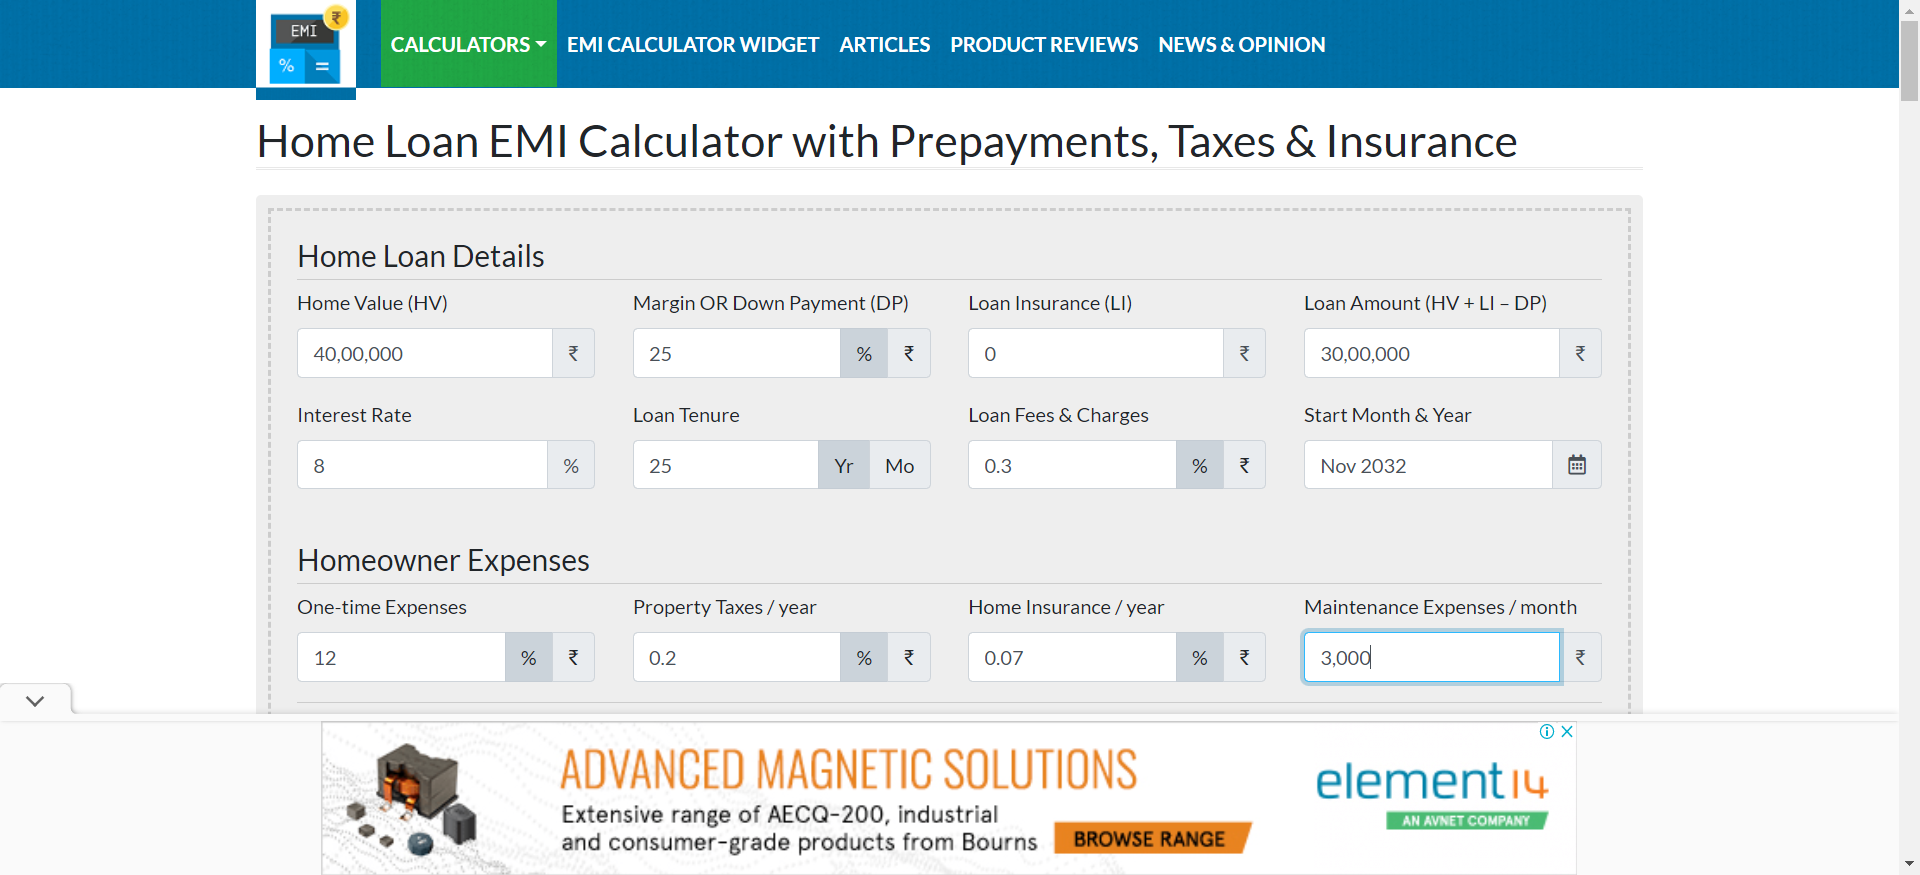 EMI
₹
%
=
CALCULATORS
EMI CALCULATOR WIDGET
ARTICLES
PRODUCT REVIEWS
NEWS & OPINION
Home Loan EMI Calculator with Prepayments, Taxes & Insurance
Home Loan Details
Home Value (HV)
Margin OR Down Payment (DP)
Loan Insurance (LI)
Loan Amount (HV + LI – DP)
40,00,000 ₹
25 % ₹
0 ₹
30,00,000 ₹
Interest Rate
Loan Tenure
Loan Fees & Charges
Start Month & Year
8 %
25 Yr Mo
0.3 % ₹
Nov 2032
Homeowner Expenses
One-time Expenses
Property Taxes / year
Home Insurance / year
Maintenance Expenses / month
12 % ₹
0.2 % ₹
0.07 % ₹
3,000 ₹
ADVANCED MAGNETIC SOLUTIONS
Extensive range of AECQ-200, industrial
and consumer-grade products from Bourns
BROWSE RANGE
element14
AN AVNET COMPANY